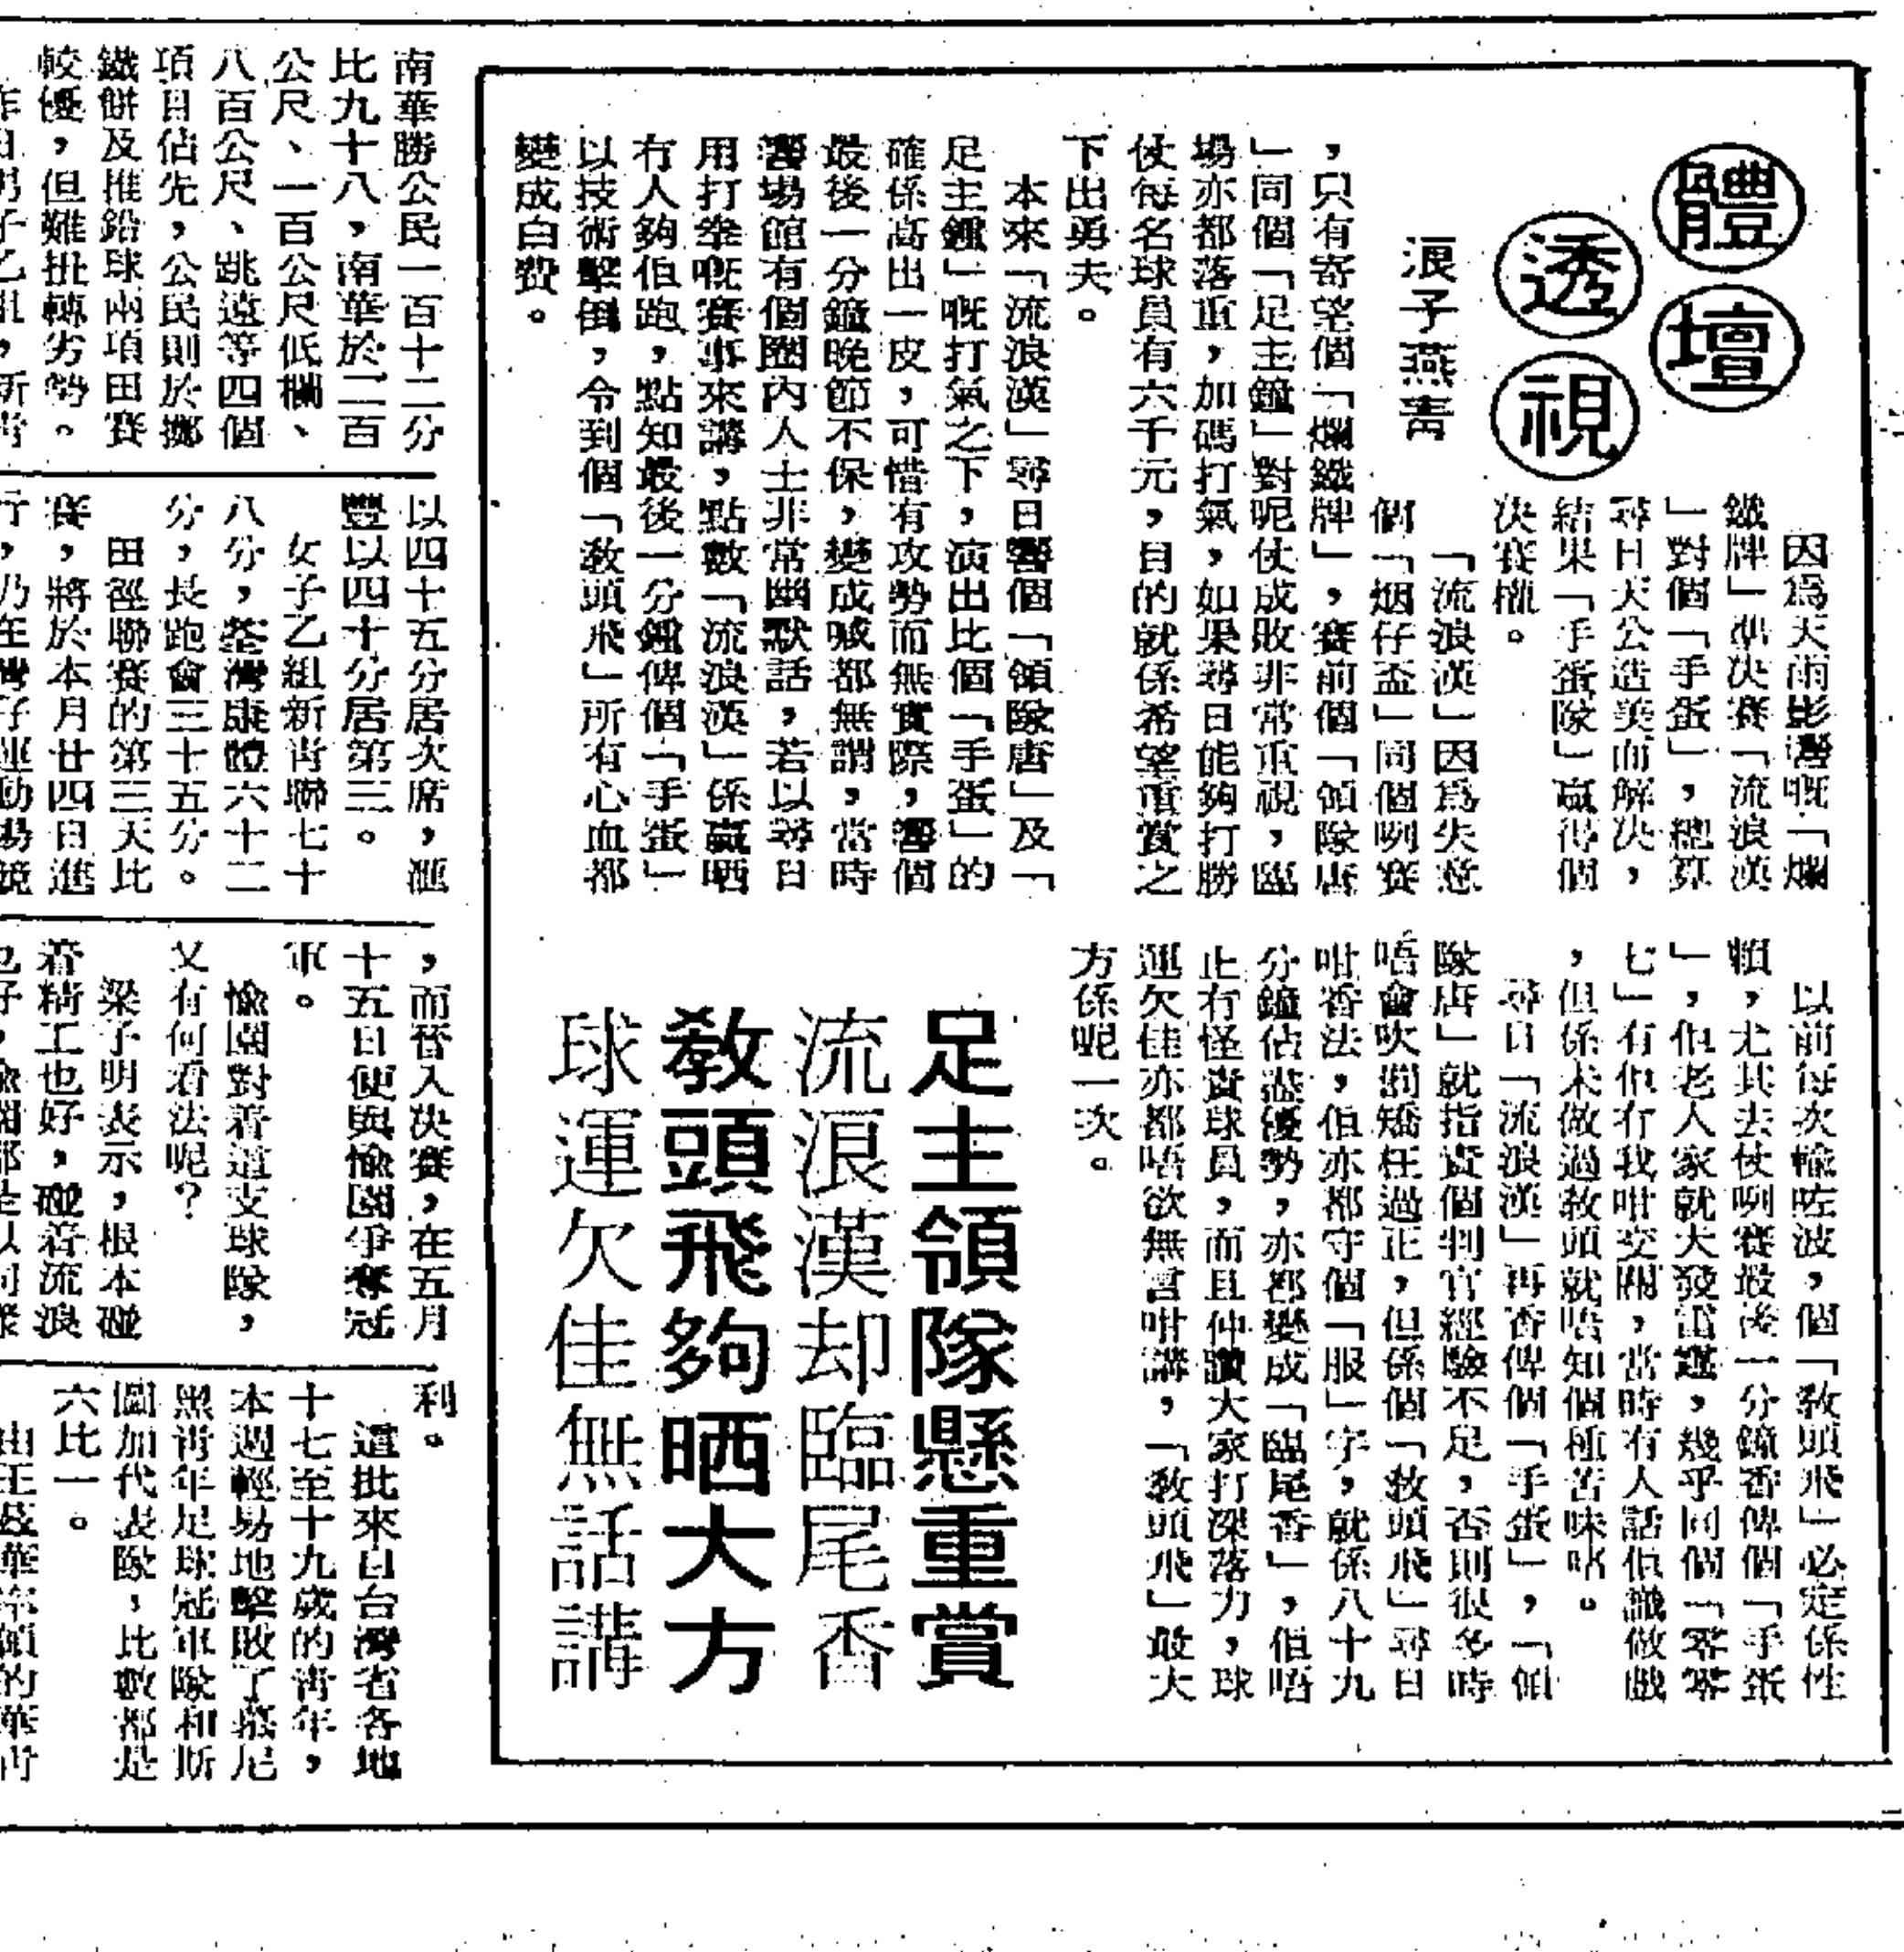 體壇
透視
浪子燕青
因為天雨影響嘅「爛
鐵牌」準決賽「流浪漢
」對個「手蛋」,總算
尋日天公造美而解決,
結果「手蛋隊」贏得個
決賽權。
「流浪漢」因為失意
個「烟仔盃」同個咧賽
,只有寄望個「爛鐵牌」,賽前個「領隊唐
」同個「足主鐘」對呢仗成敗非常重視,臨
場亦都落重,加碼打氣,如果尋日能夠打勝
仗每名球員有六千元,目的就係希望重賞之
下出勇夫。
本來「流浪漢」尋日響個「領隊唐」及「
足主鐘」嘅打氣之下,演出比個「手蛋」的
確係高出一皮,可惜有攻勢而無實際,響個
最後一分鐘晚節不保,變成喊都無謂,當時
響場館有個圈內人士非常幽默話,若以尋日
用打拳嘅賽事來講,點數「流浪漢」係贏晒
冇人夠佢跑,點知最後一分鐘俾個「手蛋」
以技術擊倒,令到個「教頭飛」所有心血都
變成白費。
以前每次輸咗波,個「教頭飛」必定係性
賴,尤其去仗咧賽最後一分鐘香俾個「手蛋
」,佢老人家就大發雷霆,幾乎同個「零零
七」有佢冇我咁交關,當時有人話佢識做戲
,但係未做過教頭就唔知個種苦味咯。
尋日「流浪漢」再香俾個「手蛋」,「領
隊唐」就指責個判官經驗不足,否則很多時
唔會吹到矯枉過正,但係個「教頭飛」尋日
咁香法,佢亦都守個「服」字,就係八十九
分鐘佔盡優勢,亦都變成「臨尾香」,但唔
止冇怪責球員,而且仲讚大家打深落力,球
運欠佳亦都唔欲無言咁講,「教頭飛」最大
方係呢一次。
足主領隊懸重賞
流浪漢却臨尾香
教頭飛夠晒大方
球運欠佳無話講
南華勝公民一百十二分
比九十八,南華於二百
公尺、一百公尺低欄、
八百公尺、跳遠等四個
項目佔先,公民則於擲
鐵餅及推鉛球兩項田賽
較優,但難扭轉劣勢。
以四十五分居次席,滙
豐以四十分居第三。
女子乙組新青聯七十
八分,荃灣康體六十二
分,長跑會三十五分。
田徑聯賽的第三天比
賽,將於本月廿四日進
,而晉入決賽,在五月
十五日便與愉園爭奪冠
軍。
愉園對着這支球隊,
又有何看法呢?
梁子明表示,根本碰
着精工也好,碰着流浪
利。
這批來自台灣省各地
十七至十九歲的青年,
本週輕易地擊敗了慕尼
黑青年足球冠軍隊和斯
圖加代表隊,比數都是
六比一。